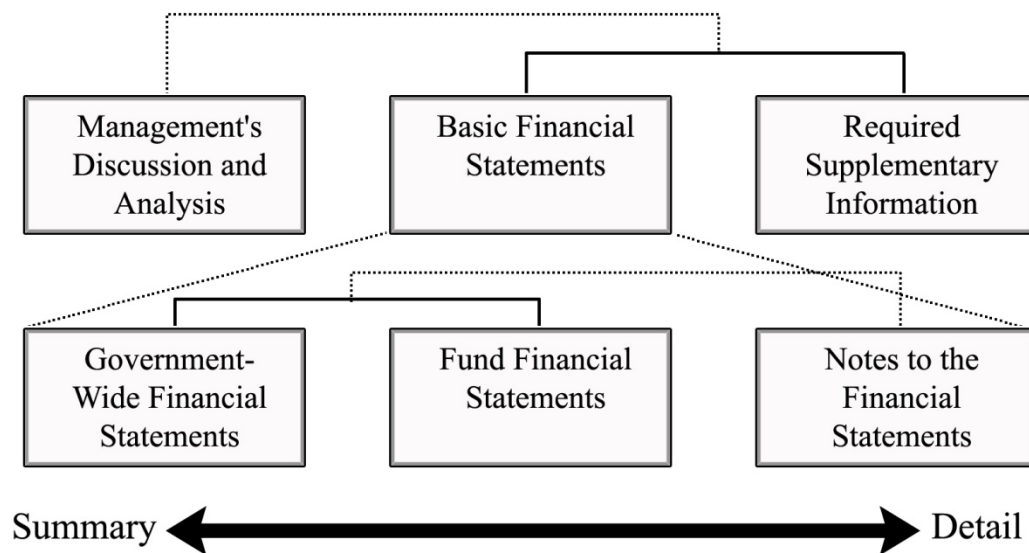 Management's
Discussion and
Analysis
Basic Financial
Statements
Required
Supplementary
Information
Government-
Wide Financial
Statements
Fund Financial
Statements
Notes to the
Financial
Statements
Summary
Detail